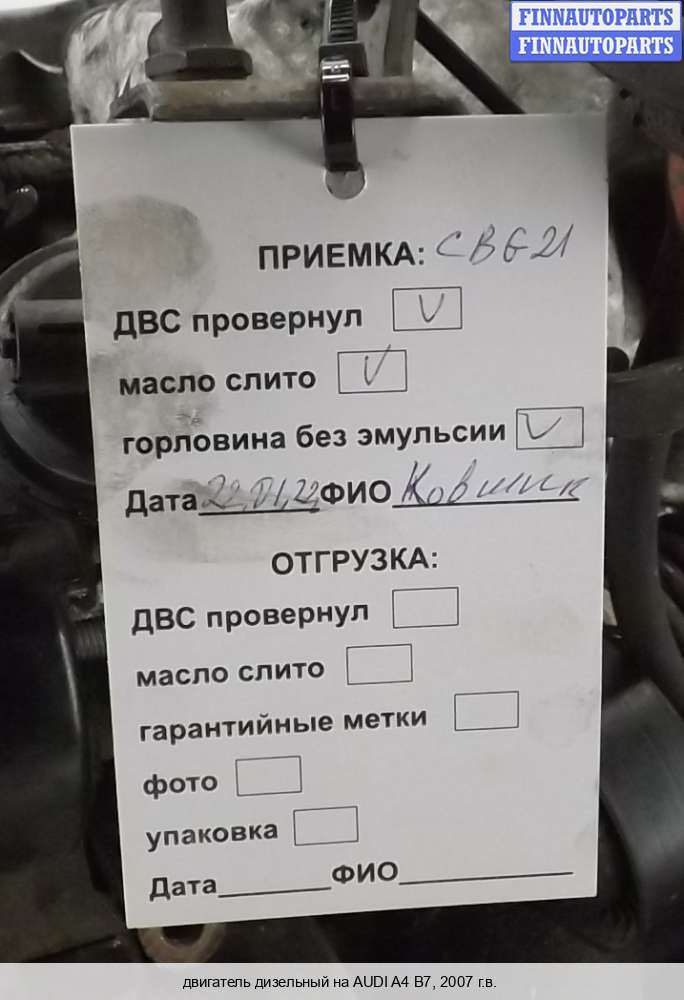 FINNAUTOPARTS
FINNAUTOPARTS
ПРИЕМКА: CBG21
ДВС провернул V
масло слито V
горловина без эмульсии V
Дата 22.01.22 ФИО Ковшик
ОТГРУЗКА:
ДВС провернул
масло слито
гарантийные метки
фото
упаковка
Дата ФИО
двигатель дизельный на AUDI A4 B7, 2007 г.в.